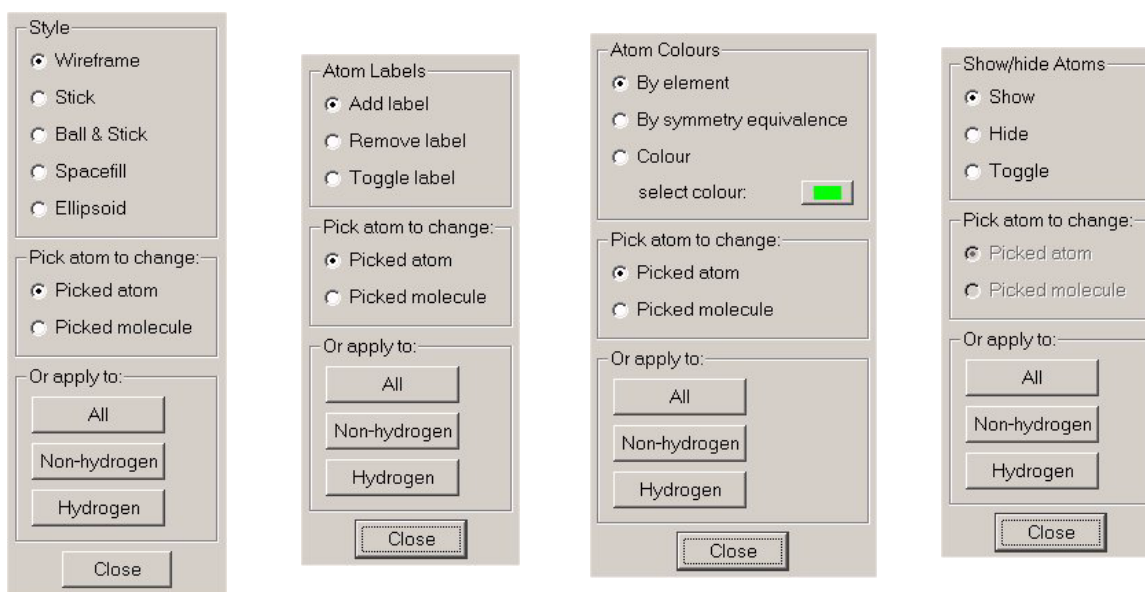 Style
Wireframe
Stick
Ball & Stick
Spacefill
Ellipsoid
Pick atom to change:
Picked atom
Picked molecule
Or apply to:
All
Non-hydrogen
Hydrogen
Close
Atom Labels
Add label
Remove label
Toggle label
Pick atom to change:
Picked atom
Picked molecule
Or apply to:
All
Non-hydrogen
Hydrogen
Close
Atom Colours
By element
By symmetry equivalence
Colour
select colour:
Pick atom to change:
Picked atom
Picked molecule
Or apply to:
All
Non-hydrogen
Hydrogen
Close
Show/hide Atoms
Show
Hide
Toggle
Pick atom to change:
Picked atom
Picked molecule
Or apply to:
All
Non-hydrogen
Hydrogen
Close